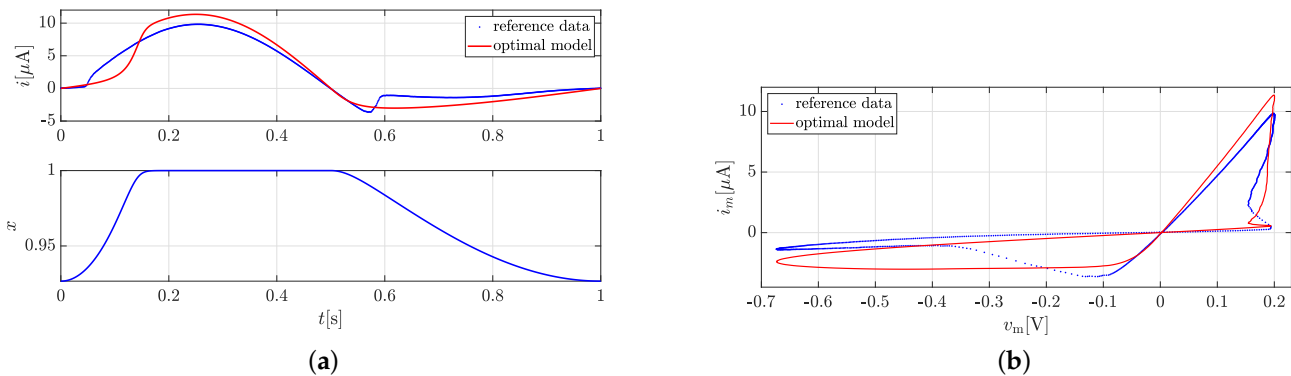 10
5
0
-5
i[μA]
reference data
optimal model
0
0.2
0.4
0.6
0.8
1
1
0.95
x
0
0.2
0.4
0.6
0.8
1
t[s]
(a)
10
5
0
i_m[μA]
reference data
optimal model
-0.7
-0.6
-0.5
-0.4
-0.3
-0.2
-0.1
0
0.1
0.2
v_m[V]
(b)